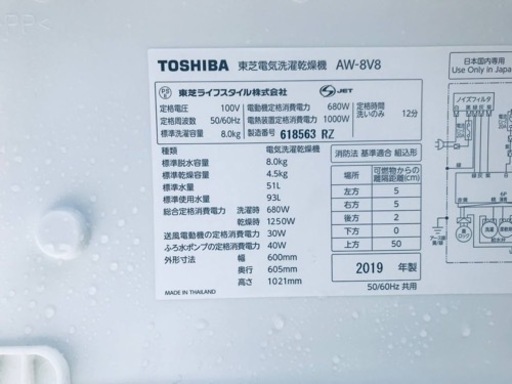 >PP<
TOSHIBA 東芝電気洗濯乾燥機 AW-8V8
日本国内専用
Use Only in Japan
PS E 東芝ライフスタイル株式会社 S JET
定格電圧 100V 電動機定格消費電力 680W 定格時間
定格周波数 50/60Hz 電熱装置定格消費電力 1000W 洗いのみ 12分
標準洗濯容量 8.0kg 製造番号 618563 RZ
種類 電気洗濯乾燥機
標準脱水容量 8.0kg
標準乾燥容量 4.5kg
標準水量 51L
標準使用水量 93L
総合定格消費電力 洗濯時 680W
乾燥時 1250W
送風電動機の定格消費電力 30W
ふろ水ポンプの定格消費電力 40W
外形寸法 幅 600mm
奥行 605mm
高さ 1021mm
MADE IN THAILAND
消防法 基準適合 組込形
場所 可燃物からの離隔距離(cm)
左方 5
右方 5
後方 2
下方 0
上方 50
2019 年製
50/60Hz 共用
ノイズフィルタ